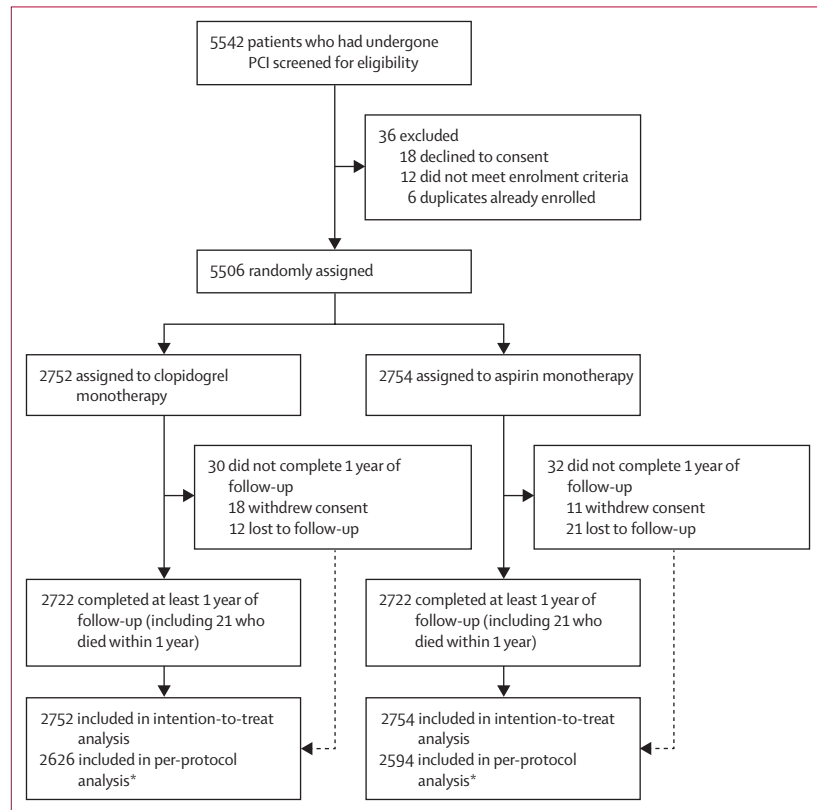 5542 patients who had undergone
PCI screened for eligibility
36 excluded
18 declined to consent
12 did not meet enrolment criteria
6 duplicates already enrolled
5506 randomly assigned
2752 assigned to clopidogrel
monotherapy
2754 assigned to aspirin monotherapy
30 did not complete 1 year of
follow-up
18 withdrew consent
12 lost to follow-up
32 did not complete 1 year of
follow-up
11 withdrew consent
21 lost to follow-up
2722 completed at least 1 year of
follow-up (including 21 who
died within 1 year)
2722 completed at least 1 year of
follow-up (including 21 who
died within 1 year)
2752 included in intention-to-treat
analysis
2626 included in per-protocol
analysis*
2754 included in intention-to-treat
analysis
2594 included in per-protocol
analysis*